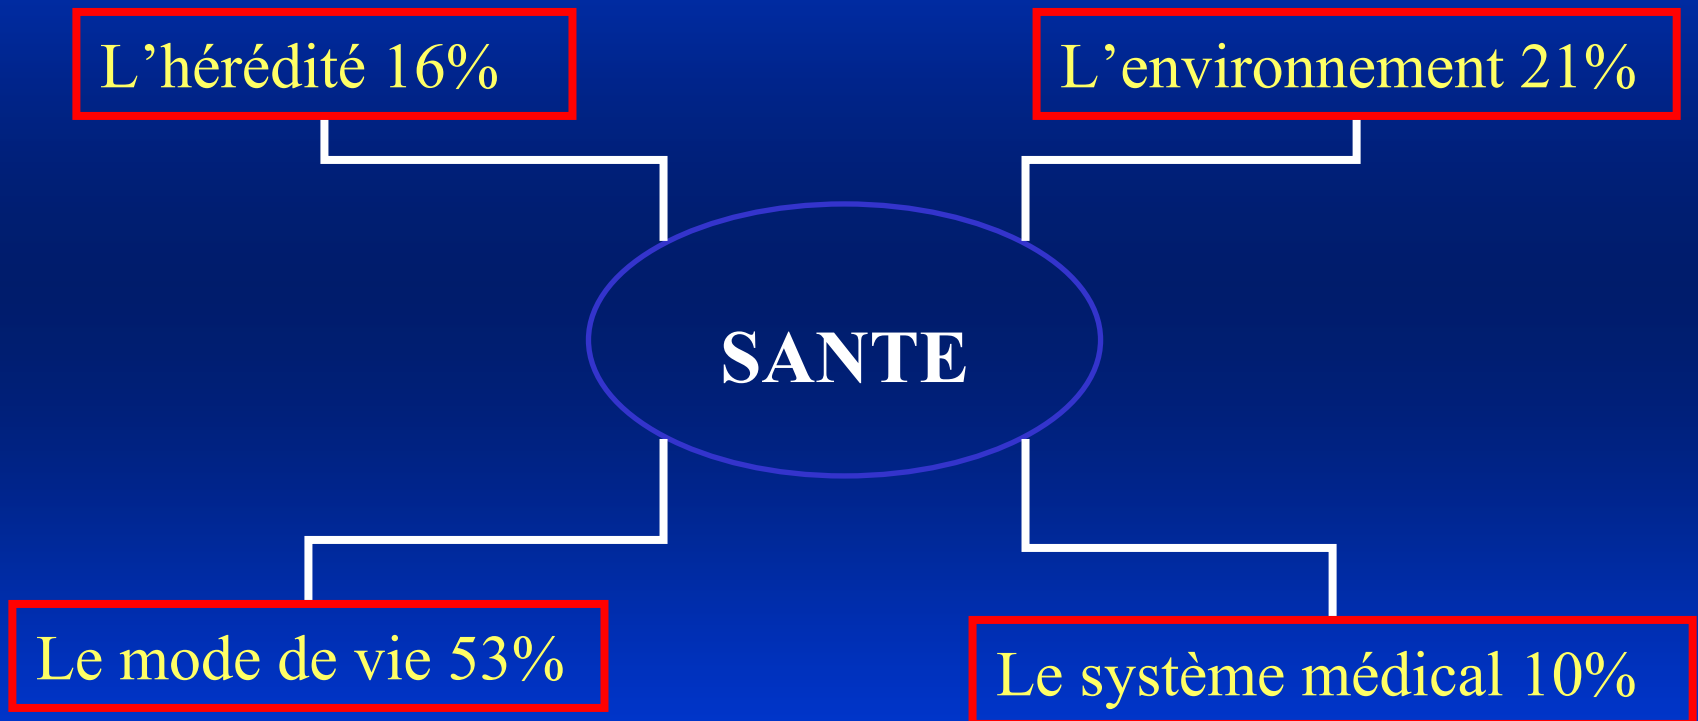 L’hérédité 16%
L’environnement 21%
SANTE
Le mode de vie 53%
Le système médical 10%